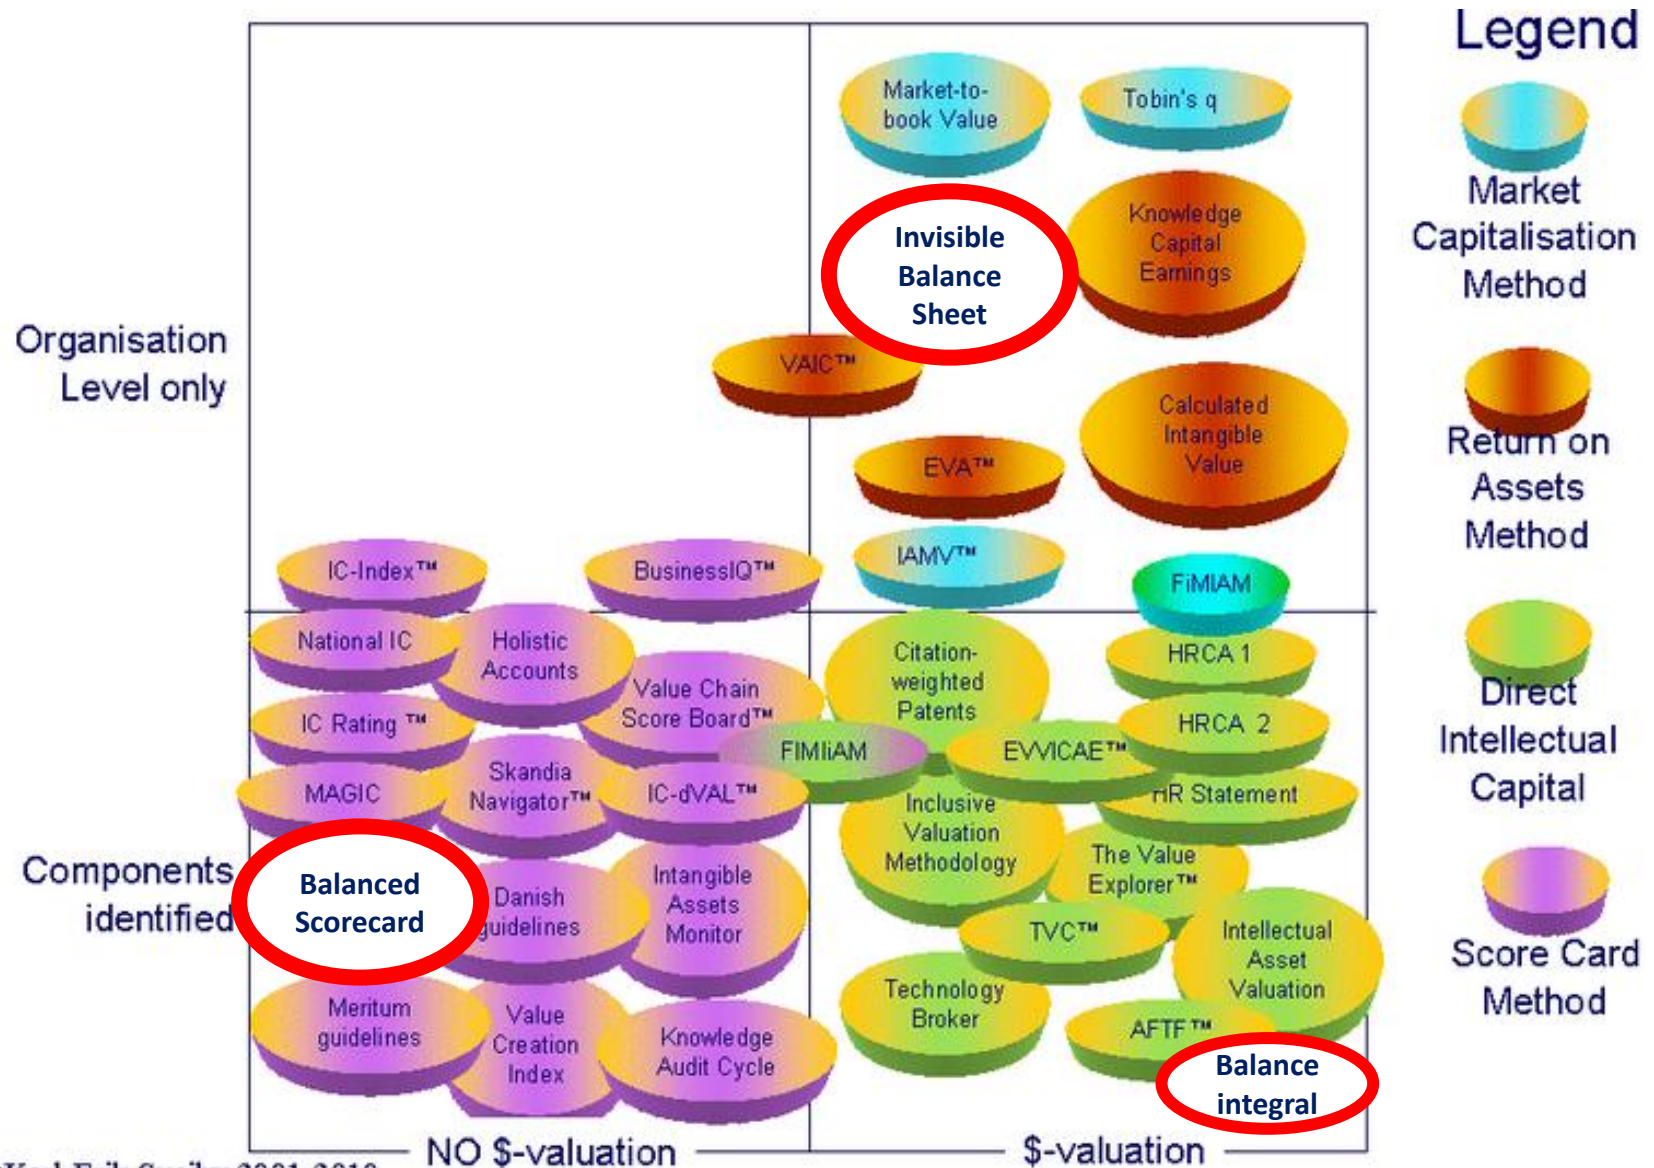 Legend
Market-to-
book Value
Tobin's q
Market
Capitalisation
Method
Invisible
Balance
Sheet
Knowledge
Capital
Earnings
Organisation
Level only
VAIC™
Calculated
Intangible
Value
EVA™
Return on
Assets
Method
IC-Index™
BusinessIQ™
IAMV™
FiMIAM
National IC
Holistic
Accounts
Citation-
weighted
Patents
HRCA 1
Value Chain
Score Board™
IC Rating ™
FIMIiAM
EVVICAE™
HRCA 2
Direct
Intellectual
Capital
MAGIC
Skandia
Navigator™
IC-dVAL™
Inclusive
Valuation
Methodology
HR Statement
The Value
Explorer™
Components
identified
Balanced
Scorecard
Danish
guidelines
Intangible
Assets
Monitor
TVC™
Intellectual
Asset
Valuation
Score Card
Method
Meritum
guidelines
Value
Creation
Index
Knowledge
Audit Cycle
Technology
Broker
AFTF™
Balance
integral
NO $-valuation
$-valuation